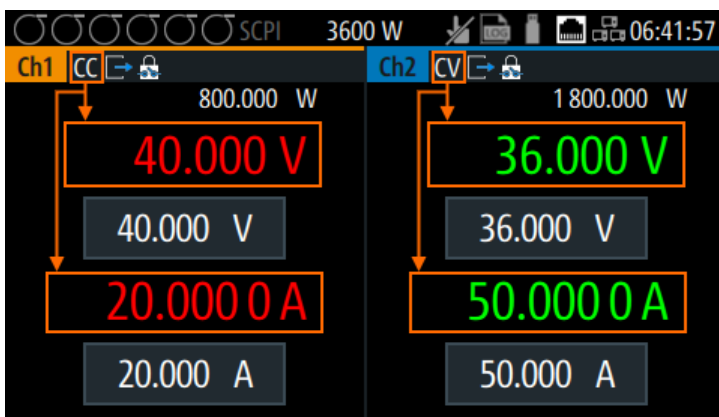 SCPI 3600 W LOG 06:41:57
Ch1 CC Ch2 CV
800.000 W 1 800.000 W
40.000 V 36.000 V
40.000 V 36.000 V
20.000 0 A 50.000 0 A
20.000 A 50.000 A